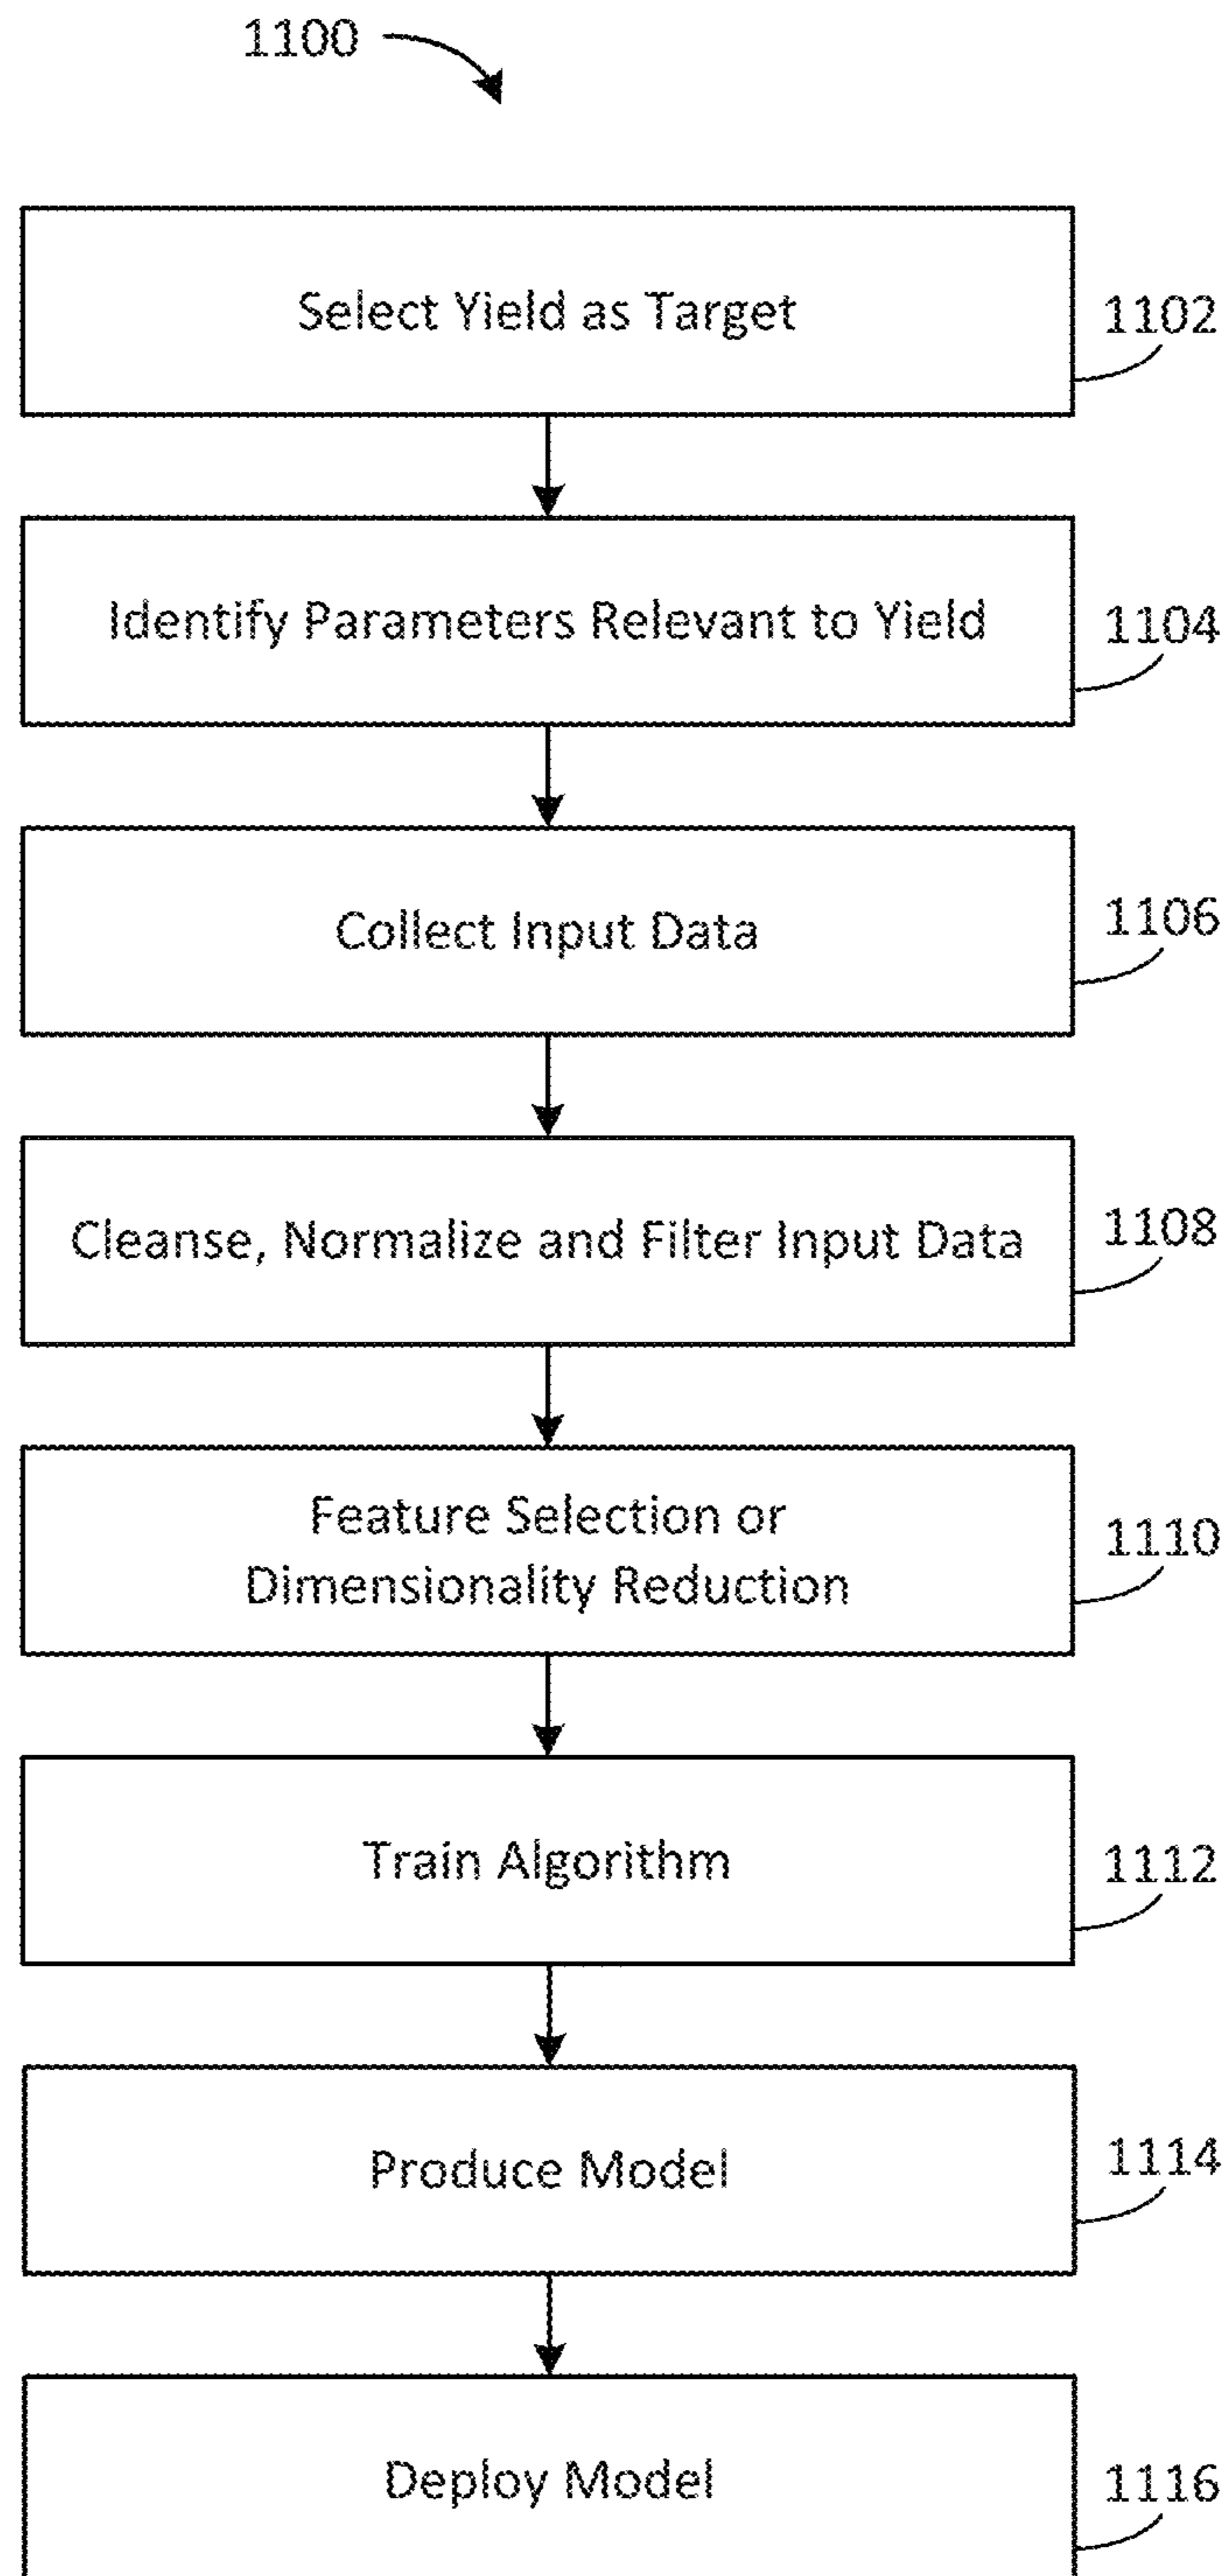 1100
Select Yield as Target
1102
Identify Parameters Relevant to Yield
1104
Collect Input Data
1106
Cleanse, Normalize and Filter Input Data
1108
Feature Selection or
Dimensionality Reduction
1110
Train Algorithm
1112
Produce Model
1114
Deploy Model
1116